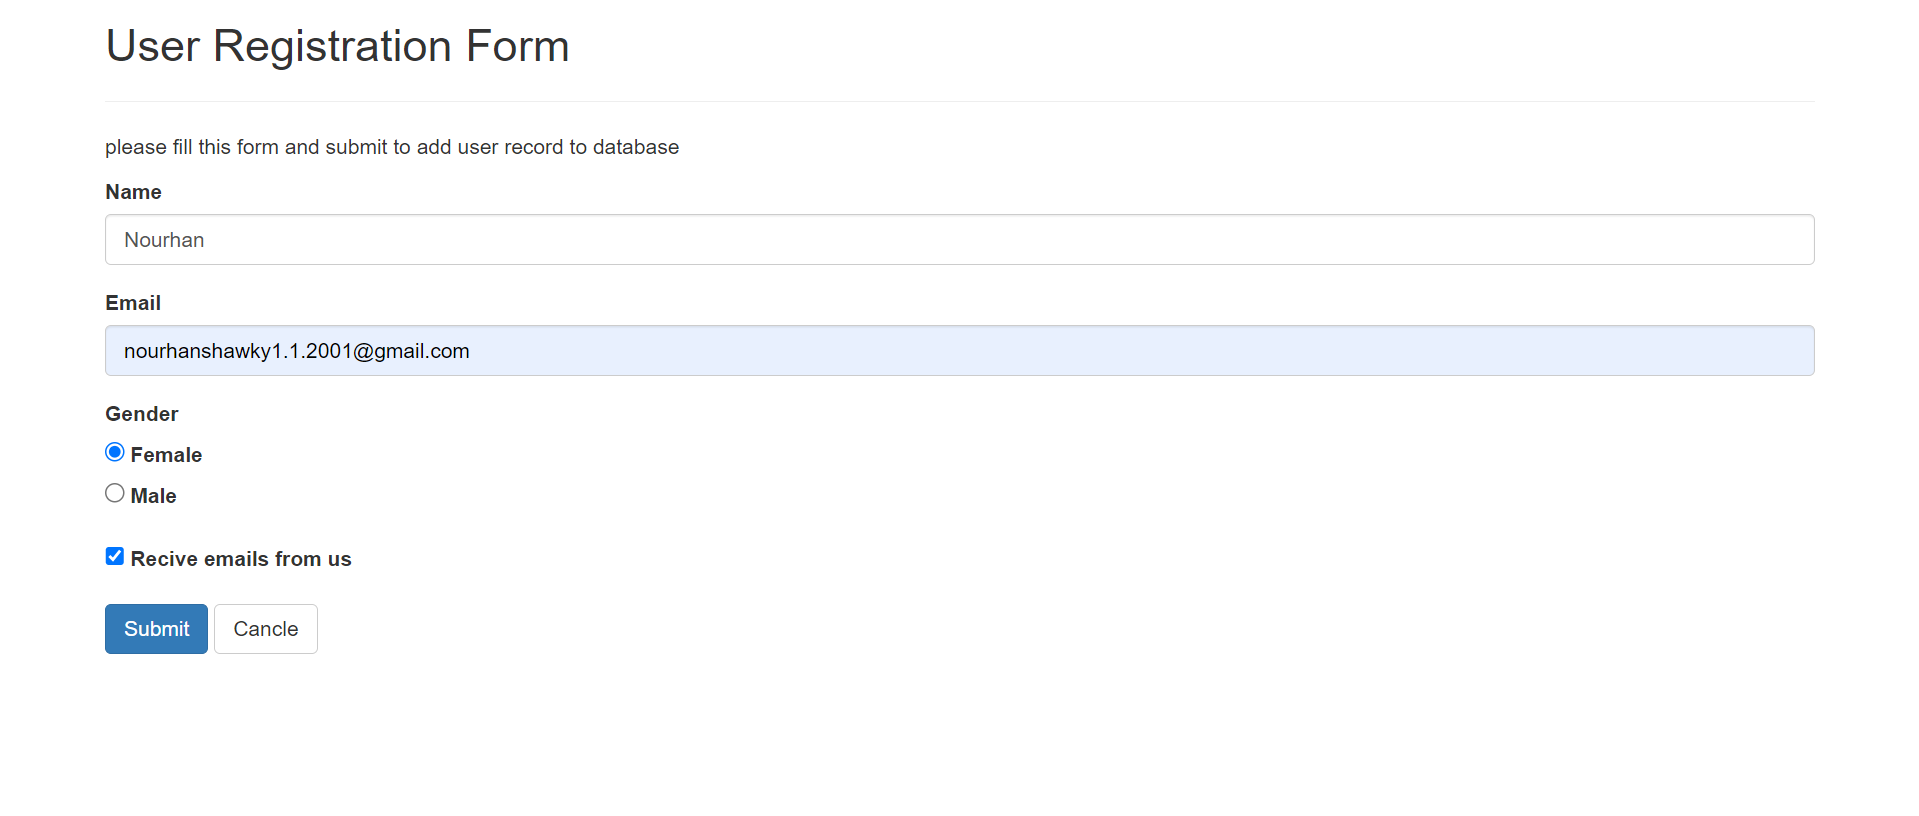 User Registration Form
please fill this form and submit to add user record to database
Name
Nourhan
Email
nourhanshawky1.1.2001@gmail.com
Gender
Female
Male
Recive emails from us
Submit Cancle